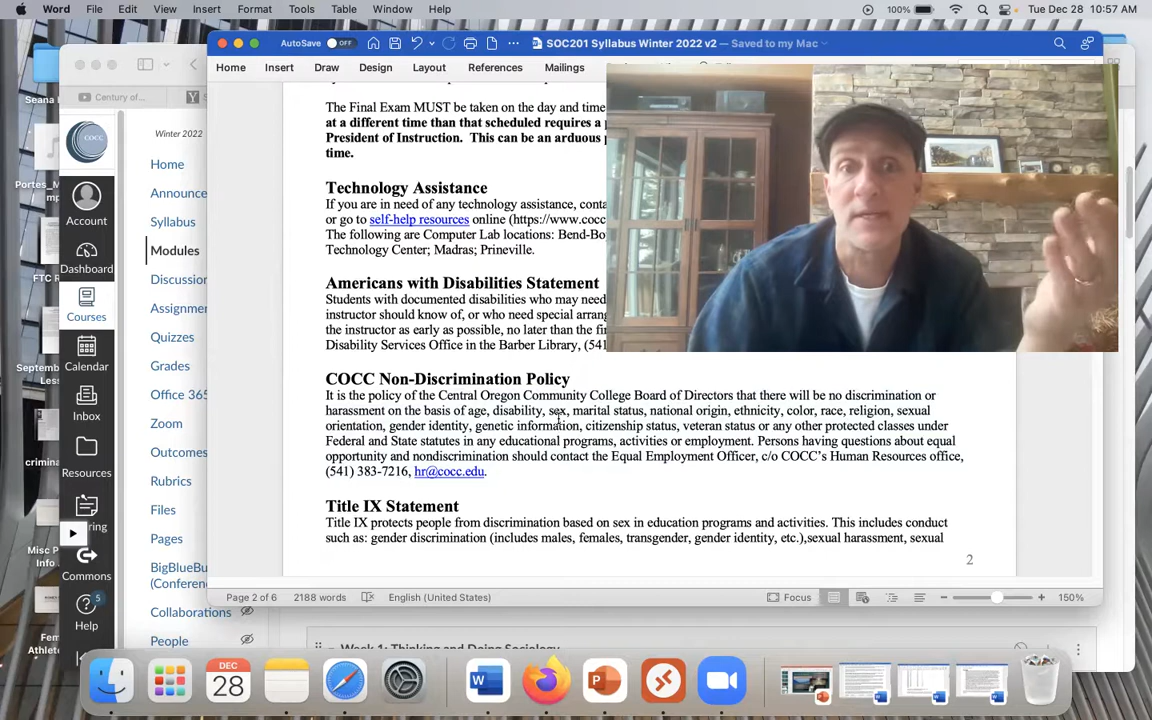 Word File Edit View Insert Format Tools Table Window Help 100% Tue Dec 28 10:57 AM
AutoSave OFF SOC201 Syllabus Winter 2022 v2 — Saved to my Mac
Home Insert Draw Design Layout References Mailings
Seana
Century of...
Winter 2022
COCC
Home
Announce
Account
Syllabus
Portes_M
mp
Modules
Dashboard
Discussion
FTC R
Courses
Assignme
Quizzes
Septemb
Les
Calendar
Grades
Office 365
Inbox
Zoom
Outcomes
Resources
crimina
Rubrics
Files
Pages
Misc P
Info
Commons
BigBlueBu
(Conferen
5
Help
Collaborations
People
Fem
Athlete
The Final Exam MUST be taken on the day and time
at a different time than that scheduled requires a
President of Instruction. This can be an arduous
time.
Technology Assistance
If you are in need of any technology assistance, conta
or go to self-help resources online (https://www.cocc
The following are Computer Lab locations: Bend-Bo
Technology Center; Madras; Prineville.
Americans with Disabilities Statement
Students with documented disabilities who may need
instructor should know of, or who need special arrang
the instructor as early as possible, no later than the fi
Disability Services Office in the Barber Library, (541
COCC Non-Discrimination Policy
It is the policy of the Central Oregon Community College Board of Directors that there will be no discrimination or
harassment on the basis of age, disability, sex, marital status, national origin, ethnicity, color, race, religion, sexual
orientation, gender identity, genetic information, citizenship status, veteran status or any other protected classes under
Federal and State statutes in any educational programs, activities or employment. Persons having questions about equal
opportunity and nondiscrimination should contact the Equal Employment Officer, c/o COCC's Human Resources office,
(541) 383-7216, hr@cocc.edu.
Title IX Statement
Title IX protects people from discrimination based on sex in education programs and activities. This includes conduct
such as: gender discrimination (includes males, females, transgender, gender identity, etc.),sexual harassment, sexual
2
Page 2 of 6 2188 words English (United States) Focus 150%
Week 1: Thinking and Doing Sociology
DEC
28